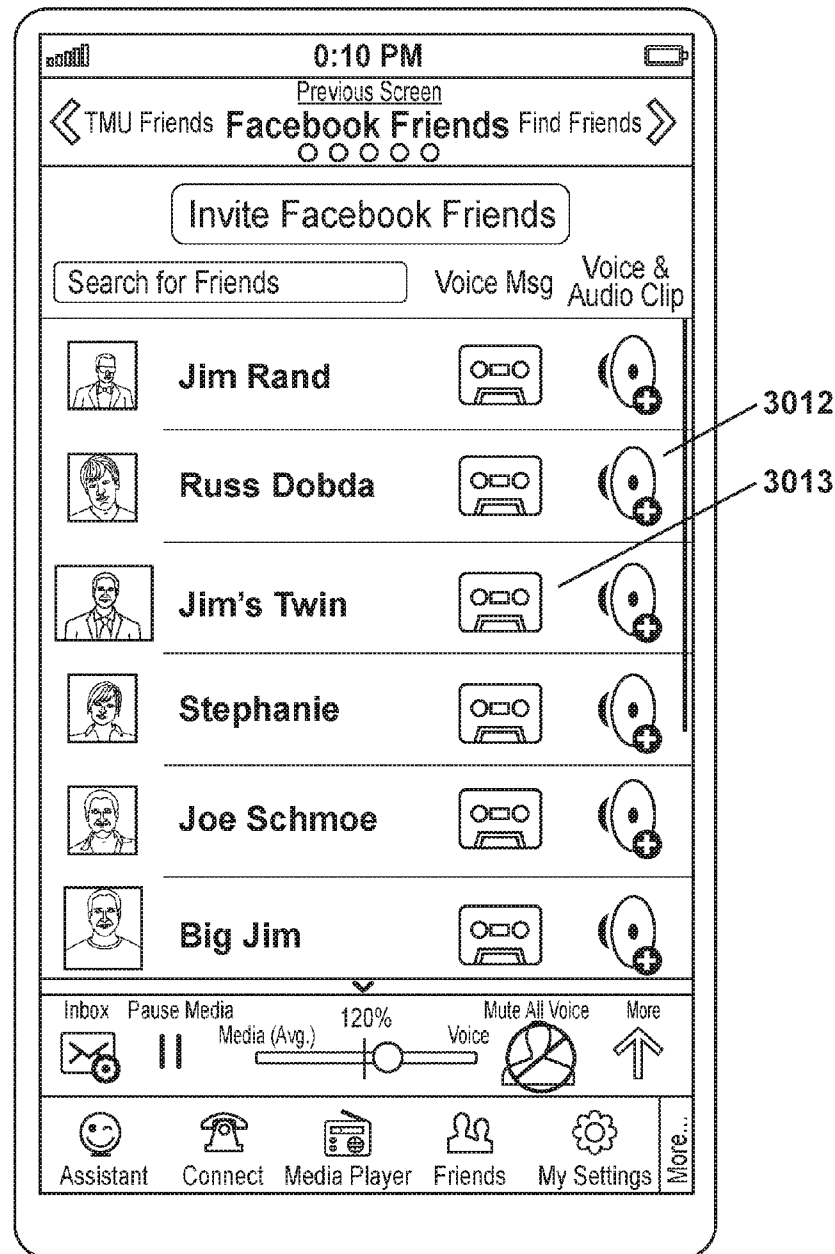 0:10 PM
Previous Screen
TMU Friends Facebook Friends Find Friends
Invite Facebook Friends
Search for Friends Voice Msg Voice & Audio Clip
Jim Rand
3012
Russ Dobda
3013
Jim's Twin
Stephanie
Joe Schmoe
Big Jim
Inbox Pause Media 120% Mute All Voice More
Media (Avg.) Voice
Assistant Connect Media Player Friends My Settings More...